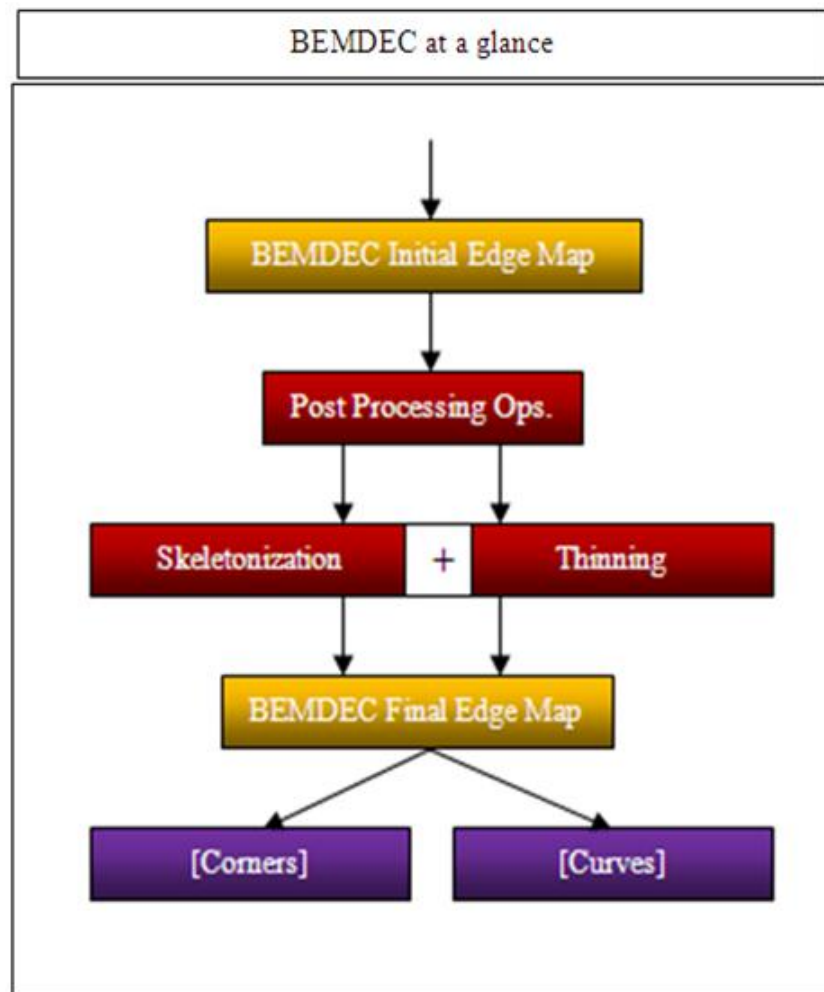 BEMDEC at a glance
BEMDEC Initial Edge Map
Post Processing Ops.
Skeletonization + Thinning
BEMDEC Final Edge Map
[Corners] [Curves]